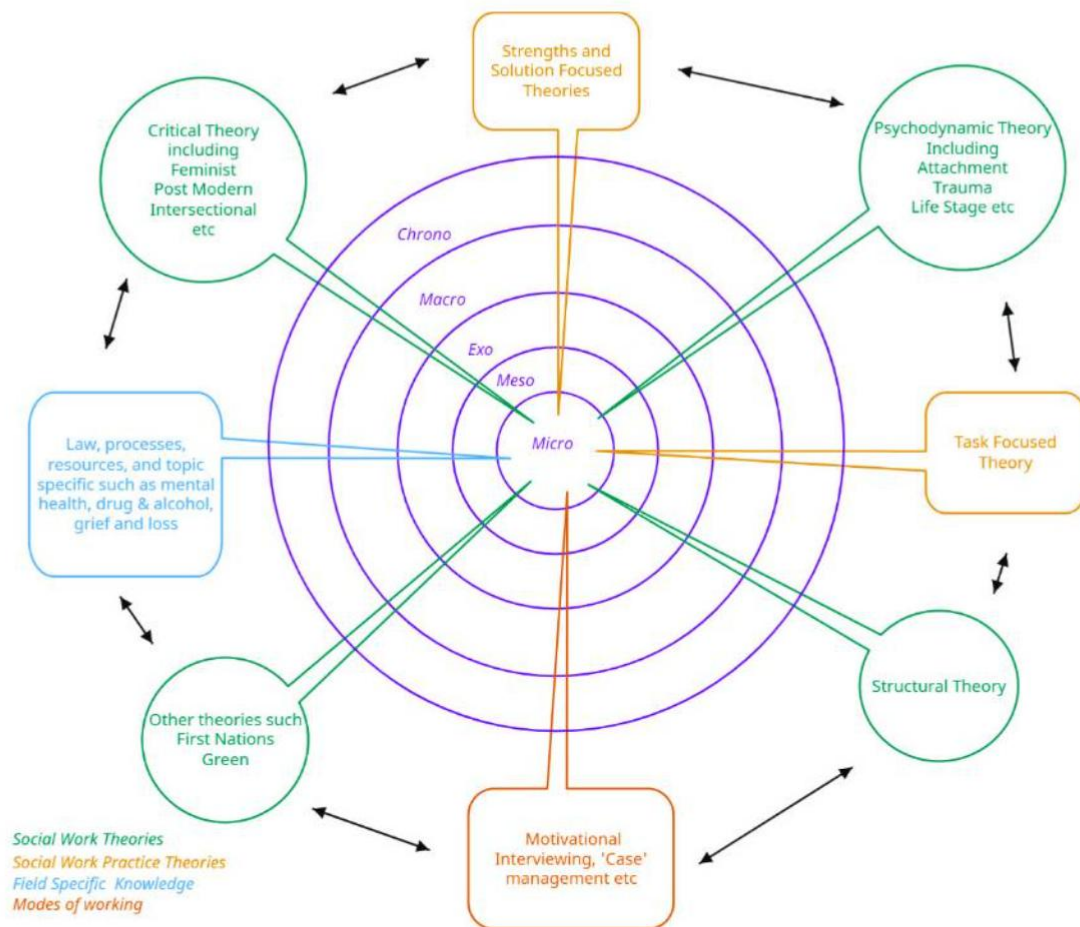 Strengths and
Solution Focused
Theories
Critical Theory
including
Feminist
Post Modern
Intersectional
etc
Psychodynamic Theory
Including
Attachment
Trauma
Life Stage etc
Chrono
Macro
Exo
Meso
Micro
Law, processes,
resources, and topic
specific such as mental
health, drug & alcohol,
grief and loss
Task Focused
Theory
Structural Theory
Other theories such
First Nations
Green
Motivational
Interviewing, 'Case'
management etc
Social Work Theories
Social Work Practice Theories
Field Specific  Knowledge
Modes of working